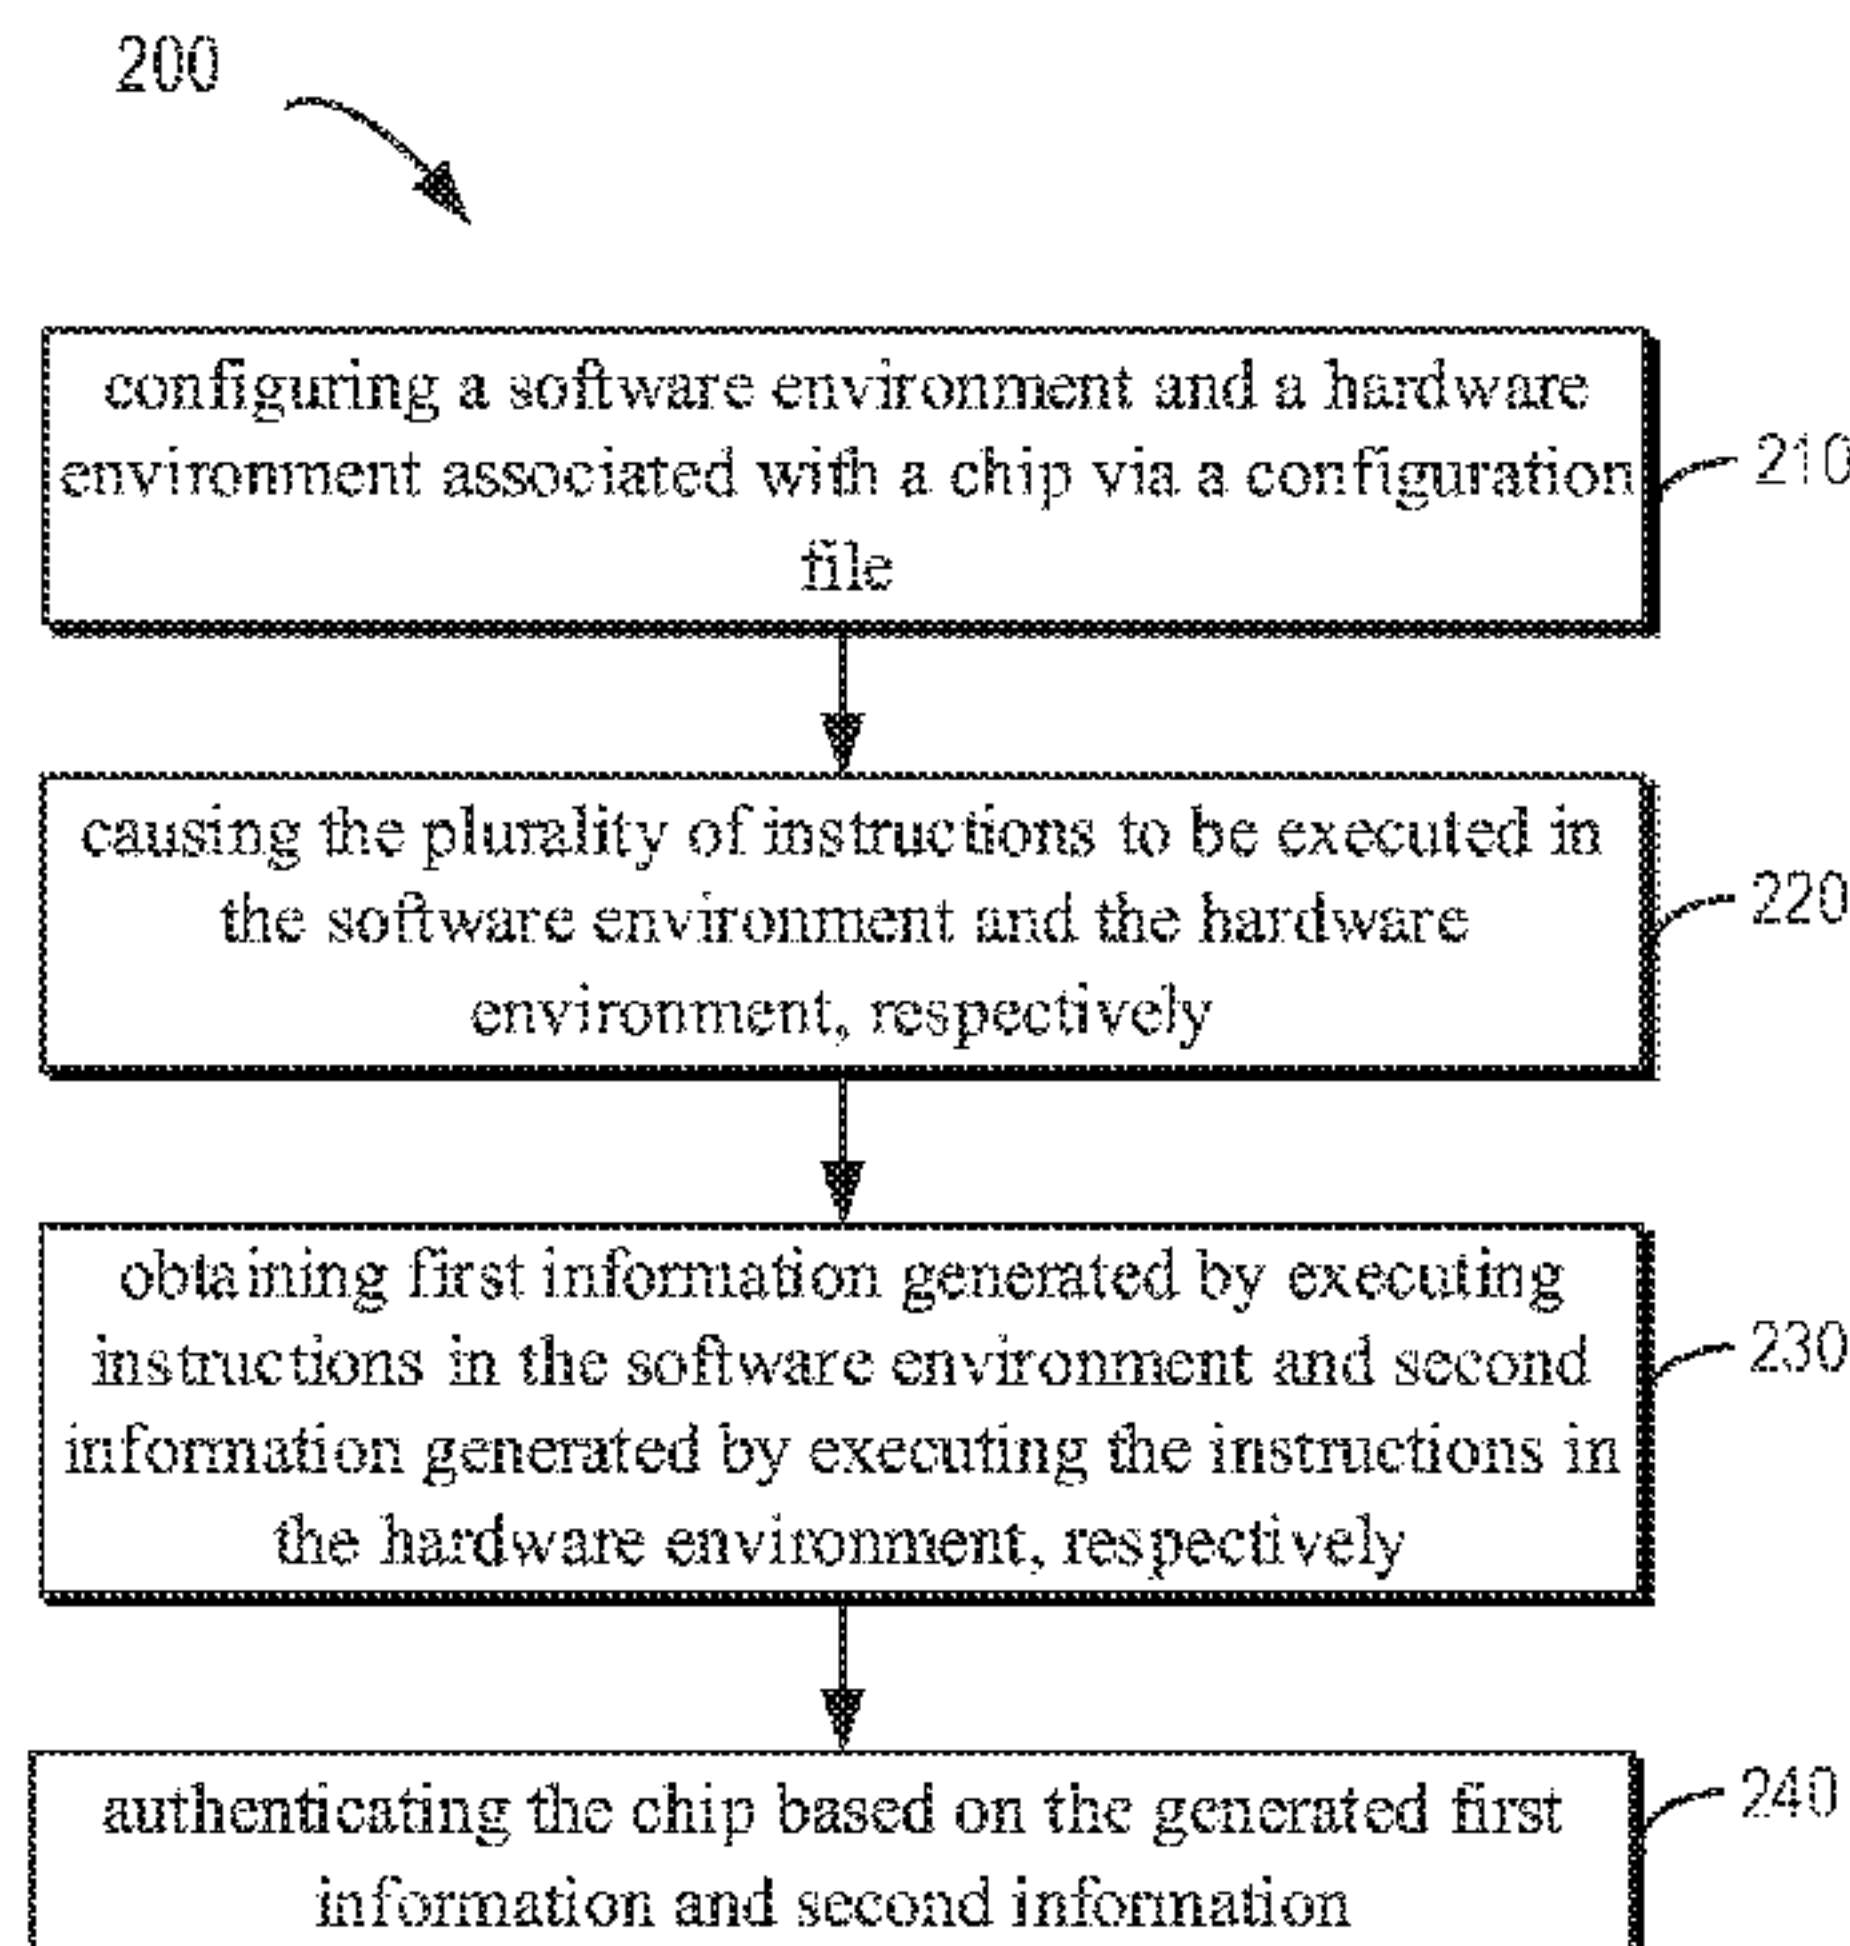 200
configuring a software environment and a hardware
environment associated with a chip via a configuration
file
210
causing the plurality of instructions to be executed in
the software environment and the hardware
environment, respectively
220
obtaining first information generated by executing
instructions in the software environment and second
information generated by executing the instructions in
the hardware environment, respectively
230
authenticating the chip based on the generated first
information and second information
240